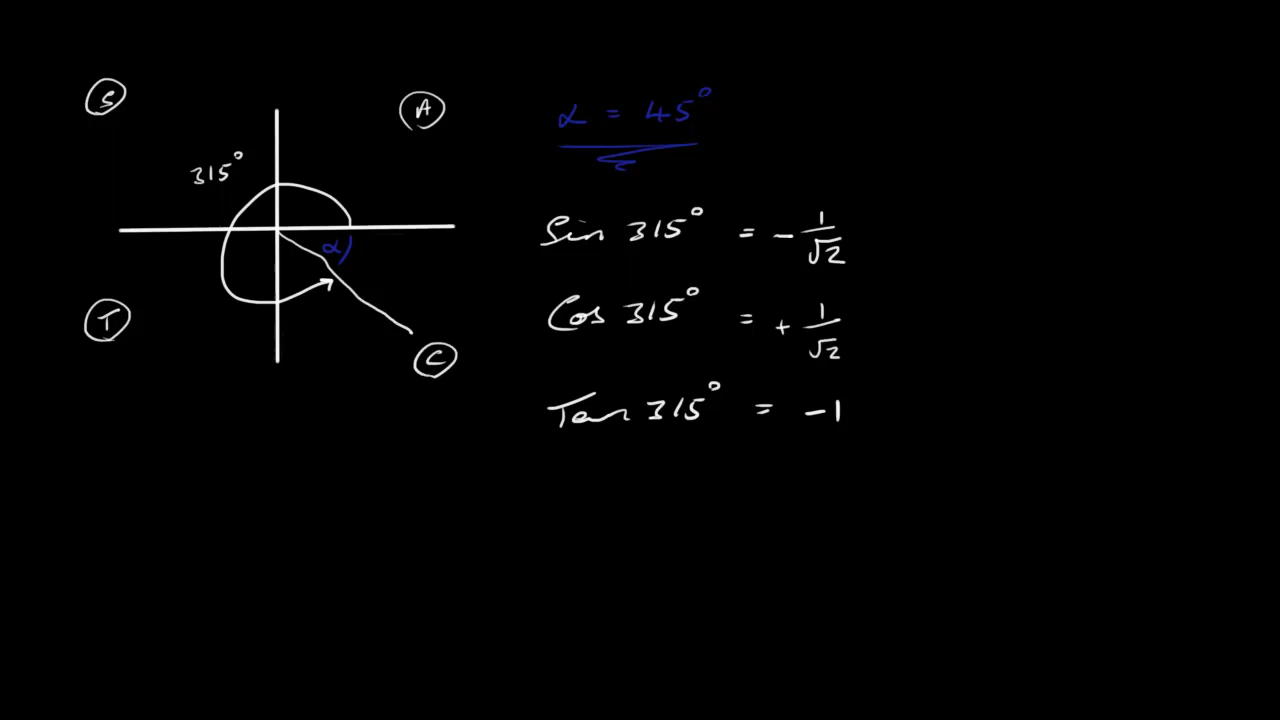 S
A
315°
α
T
C
α = 45°
Sin 315° = - 1/√2
Cos 315° = + 1/√2
Tan 315° = -1